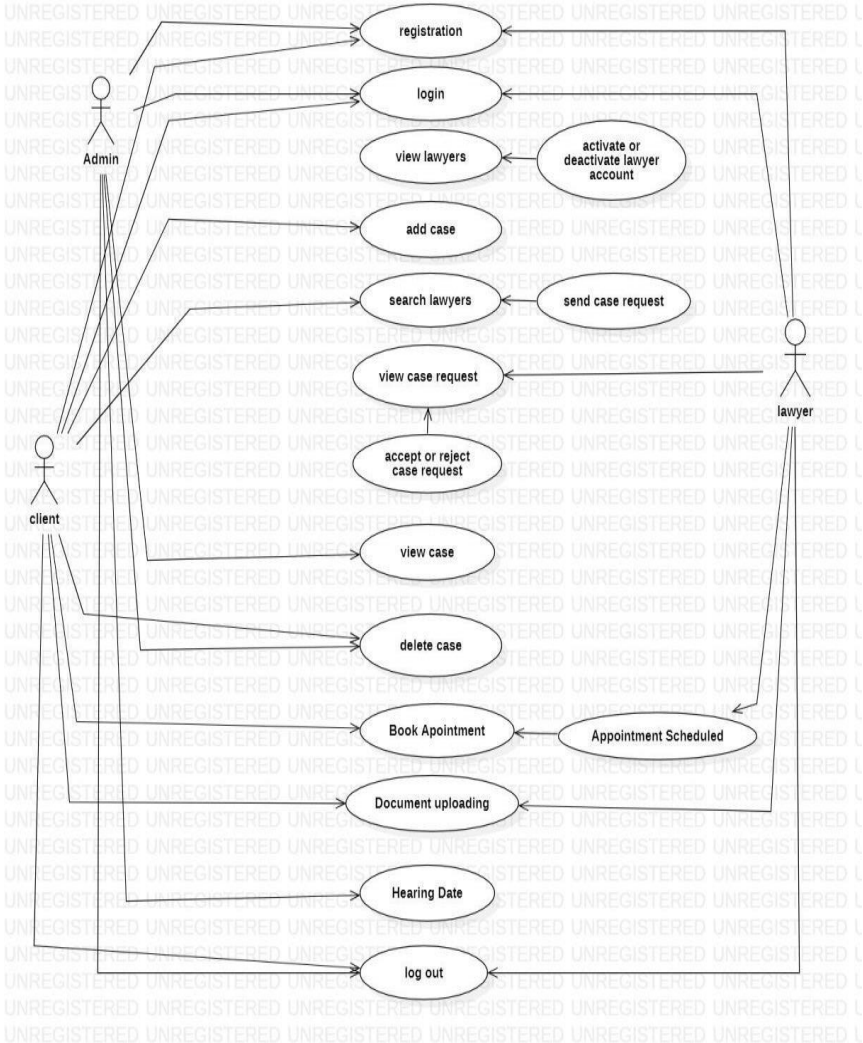 registration
login
Admin
view lawyers
activate or
deactivate lawyer
account
add case
search lawyers
send case request
view case request
lawyer
accept or reject
case request
client
view case
delete case
Book Apointment
Appointment Scheduled
Document uploading
Hearing Date
log out
UNREGISTERED